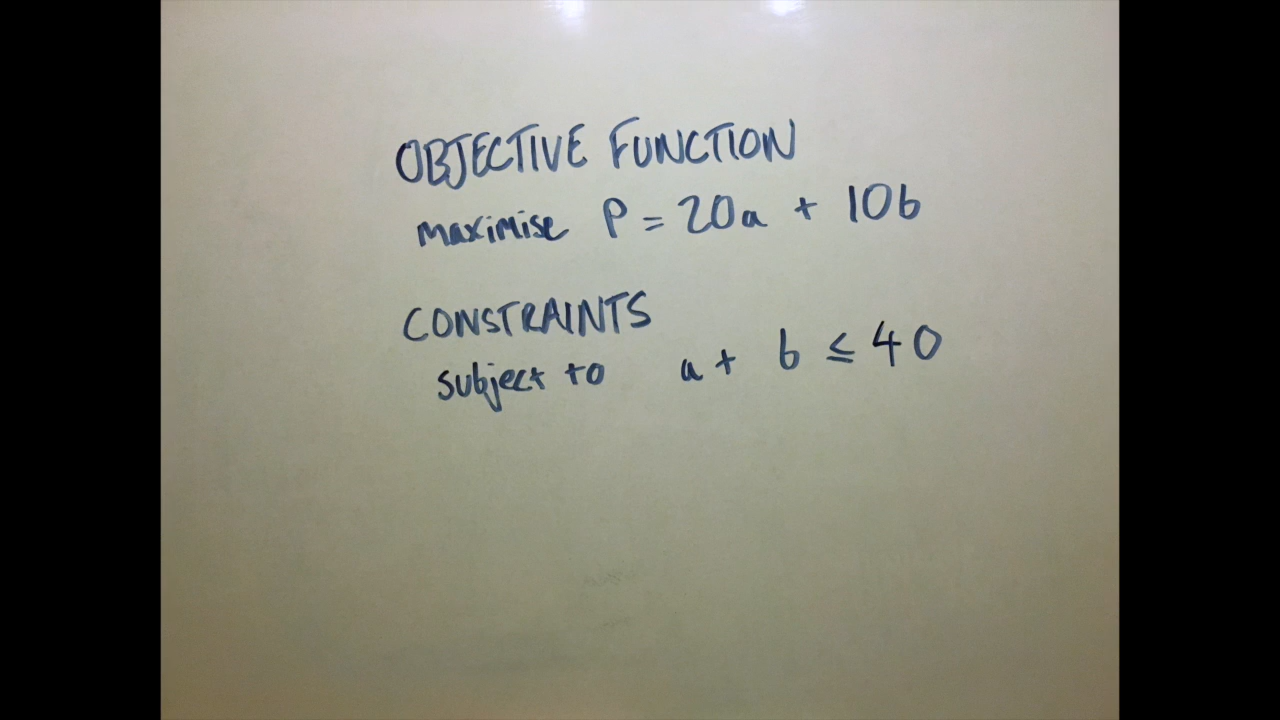 OBJECTIVE FUNCTION
maximise P = 20a + 10b
CONSTRAINTS
subject to a + b ≤ 40